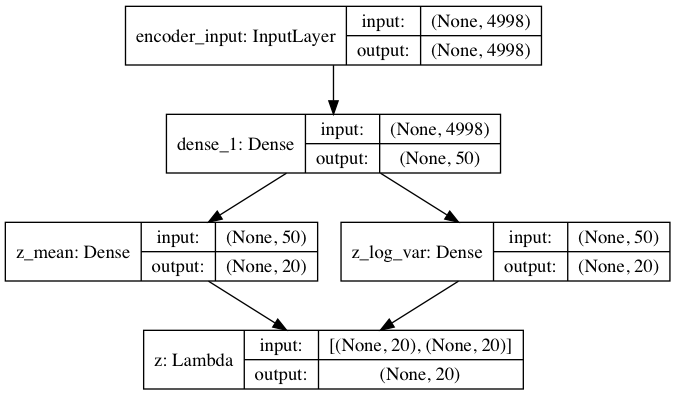 encoder_input: InputLayer
input: (None, 4998)
output: (None, 4998)
dense_1: Dense
input: (None, 4998)
output: (None, 50)
z_mean: Dense
input: (None, 50)
output: (None, 20)
z_log_var: Dense
input: (None, 50)
output: (None, 20)
z: Lambda
input: [(None, 20), (None, 20)]
output: (None, 20)